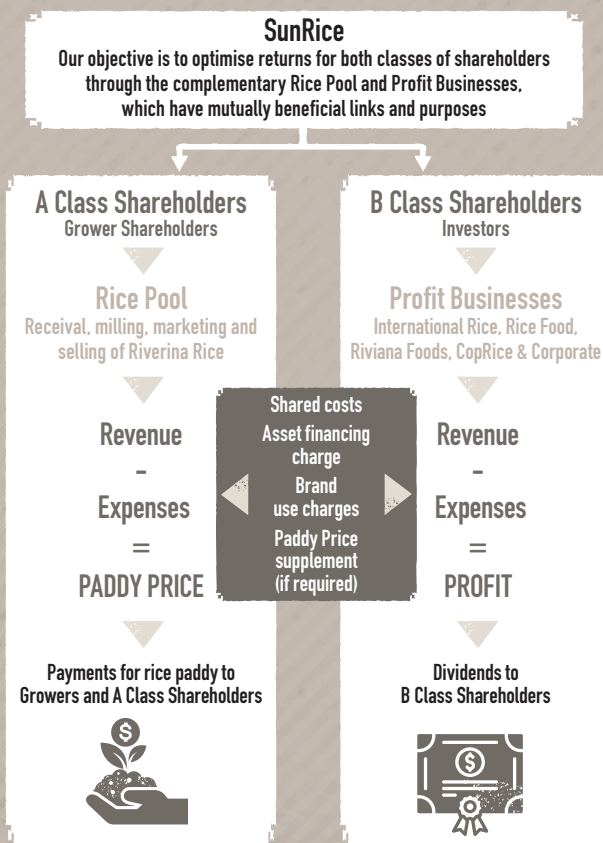 SunRice
Our objective is to optimise returns for both classes of shareholders
through the complementary Rice Pool and Profit Businesses,
which have mutually beneficial links and purposes
A Class Shareholders
Grower Shareholders
Rice Pool
Receival, milling, marketing and
selling of Riverina Rice
Revenue
-
Expenses
=
PADDY PRICE
Payments for rice paddy to
Growers and A Class Shareholders
$
Shared costs
Asset financing
charge
Brand
use charges
Paddy Price
supplement
(if required)
B Class Shareholders
Investors
Profit Businesses
International Rice, Rice Food,
Riviana Foods, CopRice & Corporate
Revenue
-
Expenses
=
PROFIT
Dividends to
B Class Shareholders
$